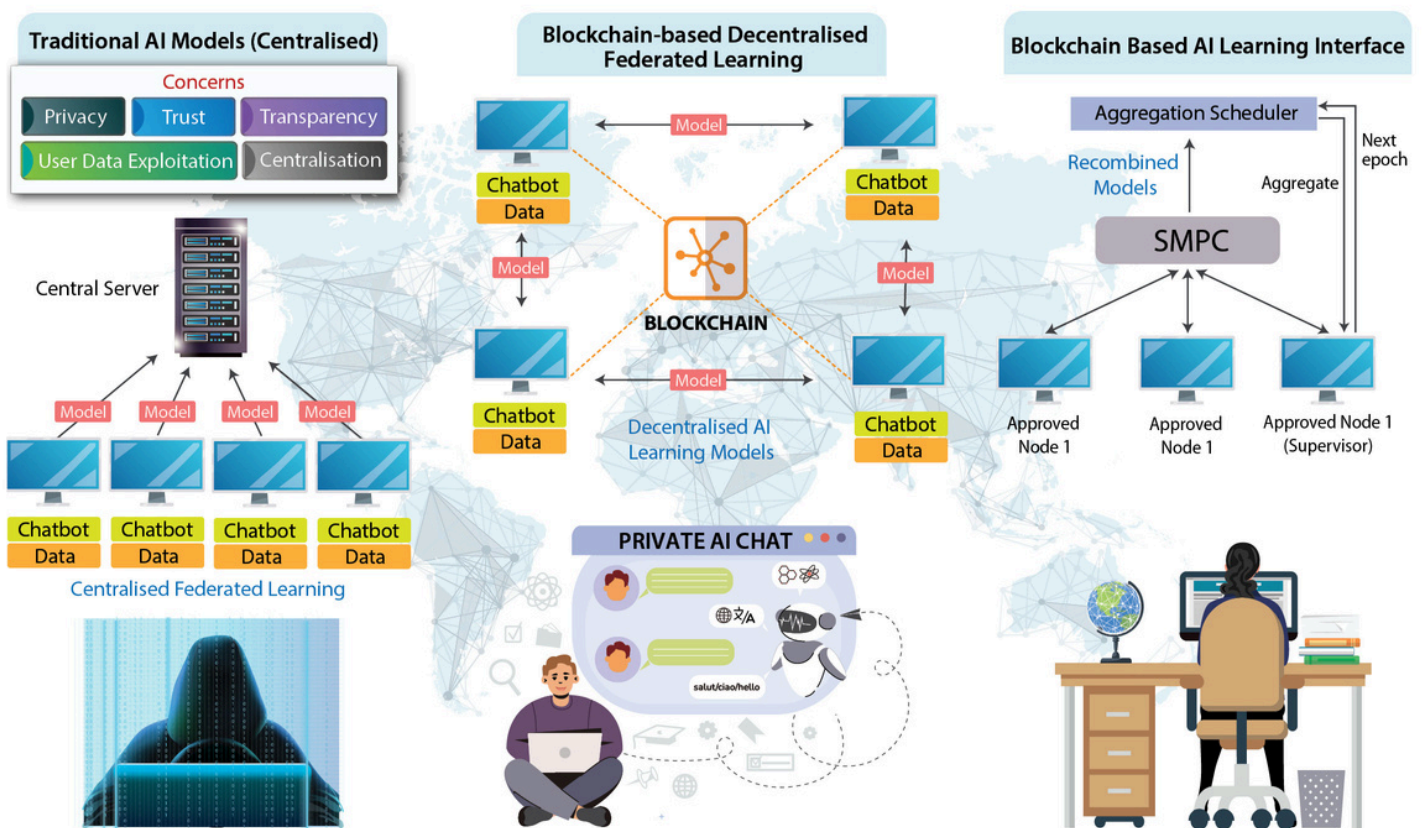 Traditional AI Models (Centralised)
Concerns
Privacy
Trust
Transparency
User Data Exploitation
Centralisation
Central Server
Model
Model
Model
Model
Chatbot
Data
Chatbot
Data
Chatbot
Data
Chatbot
Data
Centralised Federated Learning
Blockchain-based Decentralised
Federated Learning
Model
Chatbot
Data
Chatbot
Data
Model
Model
BLOCKCHAIN
Model
Chatbot
Data
Chatbot
Data
Decentralised AI
Learning Models
PRIVATE AI CHAT
文/A
salut/ciao/hello
Blockchain Based AI Learning Interface
Aggregation Scheduler
Next
epoch
Recombined
Models
Aggregate
SMPC
Approved
Node 1
Approved
Node 1
Approved Node 1
(Supervisor)